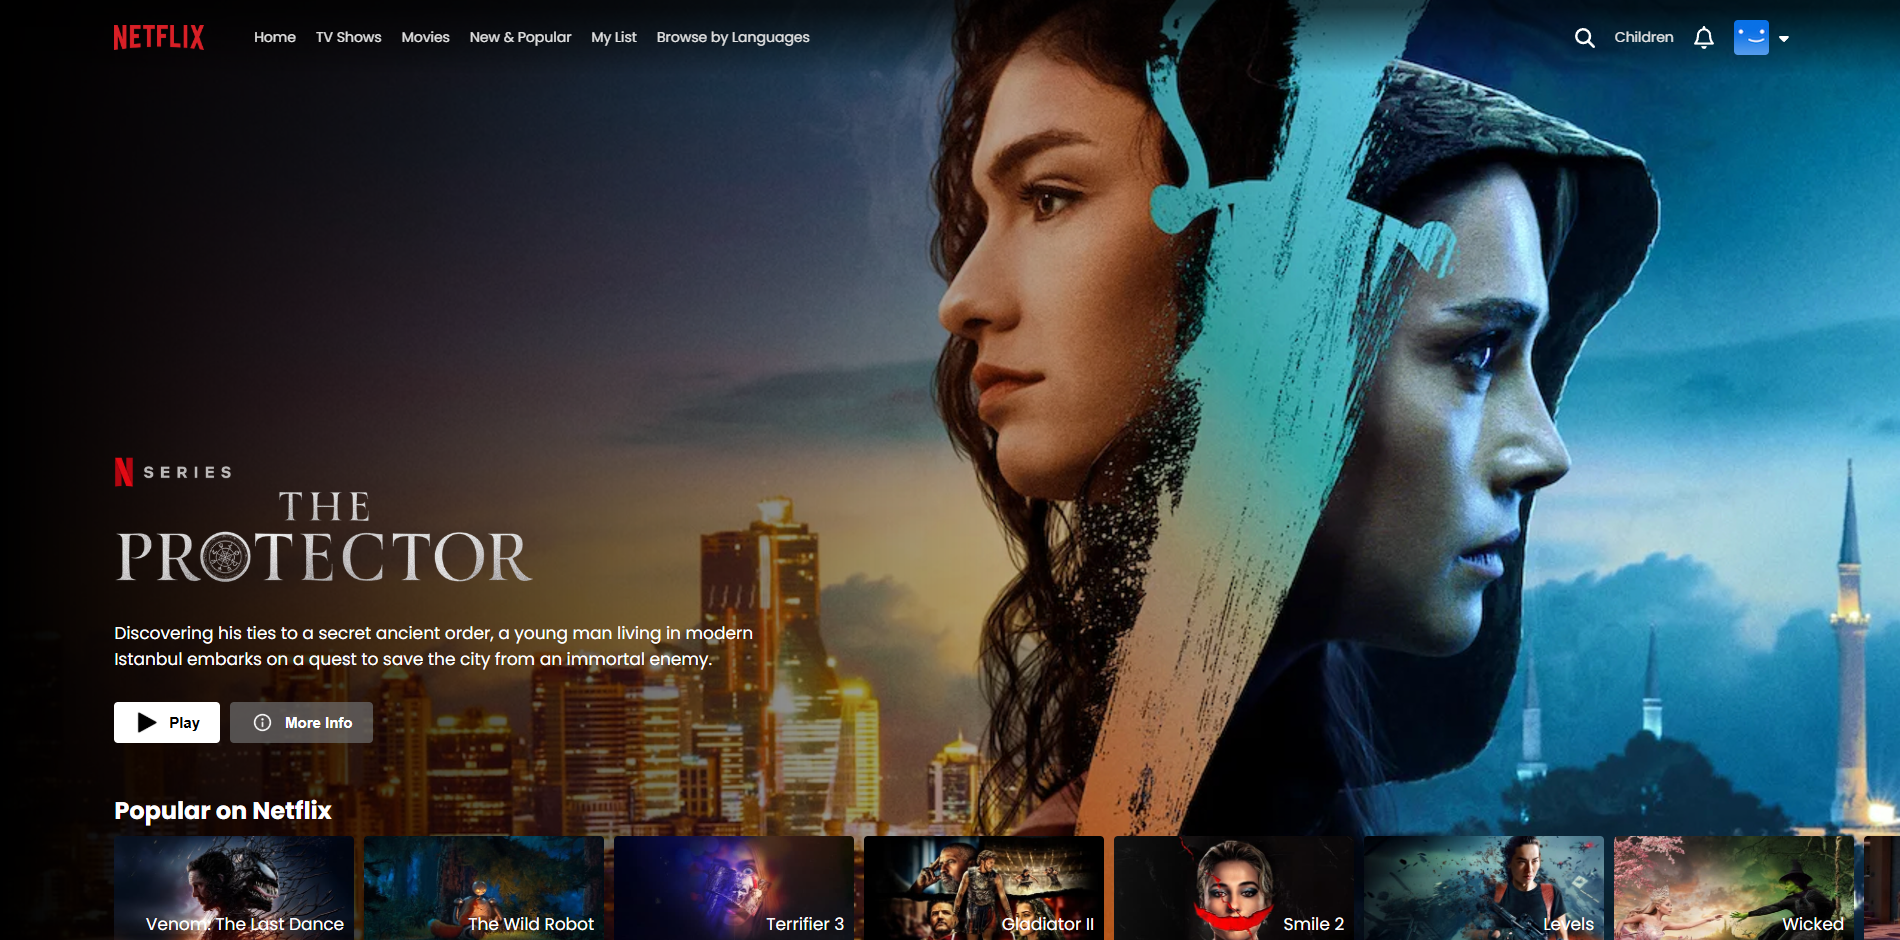 NETFLIX
Home TV Shows Movies New & Popular My List Browse by Languages
Children
N SERIES
THE
PROTECTOR
Discovering his ties to a secret ancient order, a young man living in modern
Istanbul embarks on a quest to save the city from an immortal enemy.
Play
More Info
Popular on Netflix
Venom: The Last Dance
The Wild Robot
Terrifier 3
Gladiator II
Smile 2
Levels
Wicked